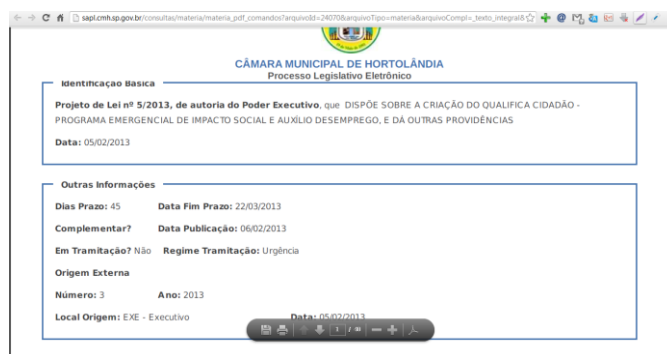 sapl.cmh.sp.gov.br/consultas/materia/materia_pdf_comandos?arquivoId=24070&arquivoTipo=materia&arquivoCompl=_texto_integral&
CÂMARA MUNICIPAL DE HORTOLÂNDIA
Processo Legislativo Eletrônico
Identificação Básica
Projeto de Lei nº 5/2013, de autoria do Poder Executivo, que DISPÕE SOBRE A CRIAÇÃO DO QUALIFICA CIDADÃO -
PROGRAMA EMERGENCIAL DE IMPACTO SOCIAL E AUXÍLIO DESEMPREGO, E DÁ OUTRAS PROVIDÊNCIAS
Data: 05/02/2013
Outras Informações
Dias Prazo: 45 Data Fim Prazo: 22/03/2013
Complementar? Data Publicação: 06/02/2013
Em Tramitação? Não Regime Tramitação: Urgência
Origem Externa
Número: 3 Ano: 2013
Local Origem: EXE - Executivo Data: 05/02/2013